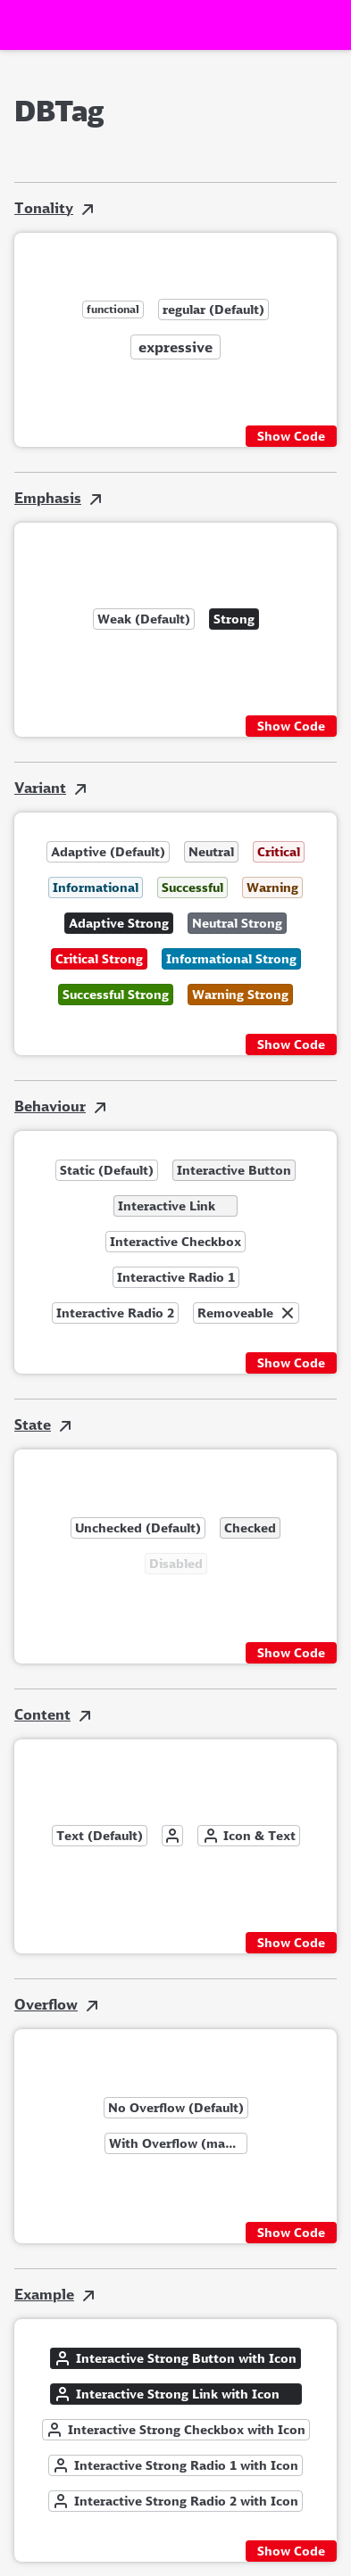 DBTag
Tonality
functional regular (Default)
expressive
Show Code
Emphasis
Weak (Default) Strong
Show Code
Variant
Adaptive (Default) Neutral Critical
Informational Successful Warning
Adaptive Strong Neutral Strong
Critical Strong Informational Strong
Successful Strong Warning Strong
Show Code
Behaviour
Static (Default) Interactive Button
Interactive Link
Interactive Checkbox
Interactive Radio 1
Interactive Radio 2 Removeable
Show Code
State
Unchecked (Default) Checked
Disabled
Show Code
Content
Text (Default) Icon & Text
Show Code
Overflow
No Overflow (Default)
With Overflow (ma...
Show Code
Example
Interactive Strong Button with Icon
Interactive Strong Link with Icon
Interactive Strong Checkbox with Icon
Interactive Strong Radio 1 with Icon
Interactive Strong Radio 2 with Icon
Show Code